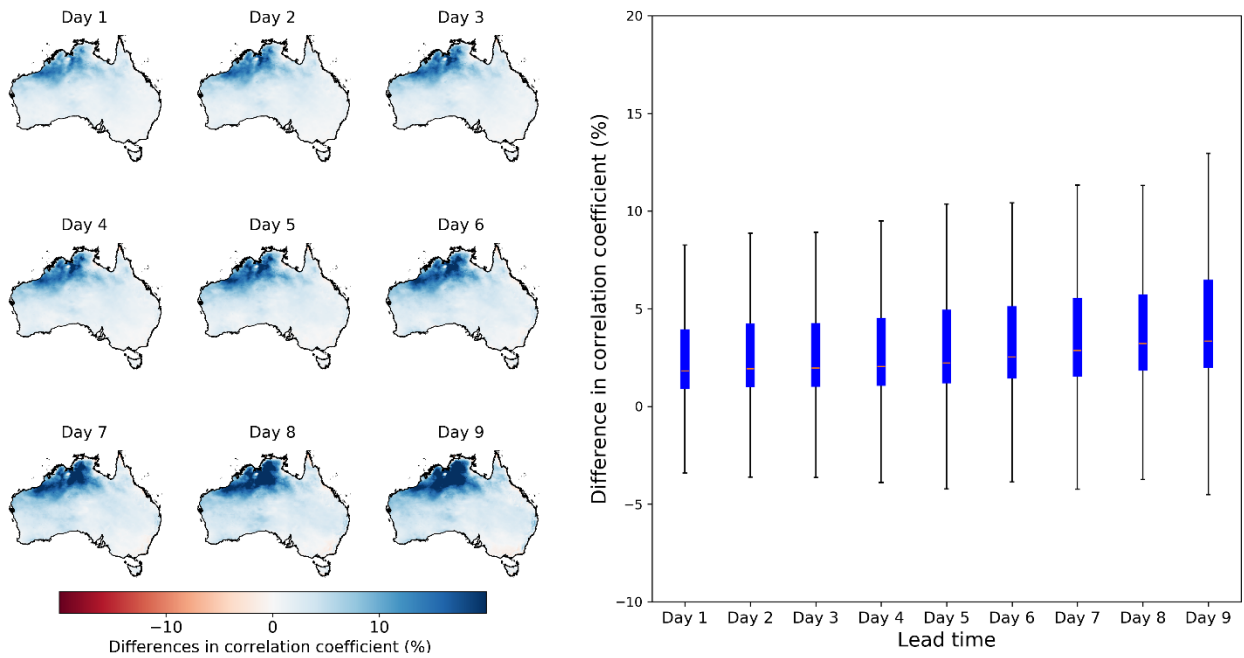 Day 1 Day 2 Day 3
Day 4 Day 5 Day 6
Day 7 Day 8 Day 9
−10 0 10
Differences in correlation coefficient (%)
Difference in correlation coefficient (%)
20
15
10
5
0
−5
−10
Day 1 Day 2 Day 3 Day 4 Day 5 Day 6 Day 7 Day 8 Day 9
Lead time